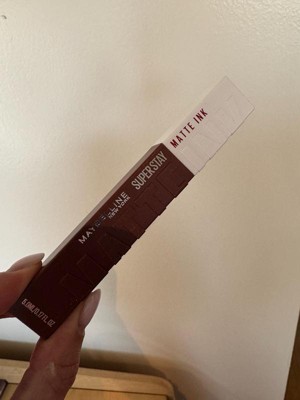 MATTE INK
SUPERSTAY
MAYBELLINE
NEW YORK